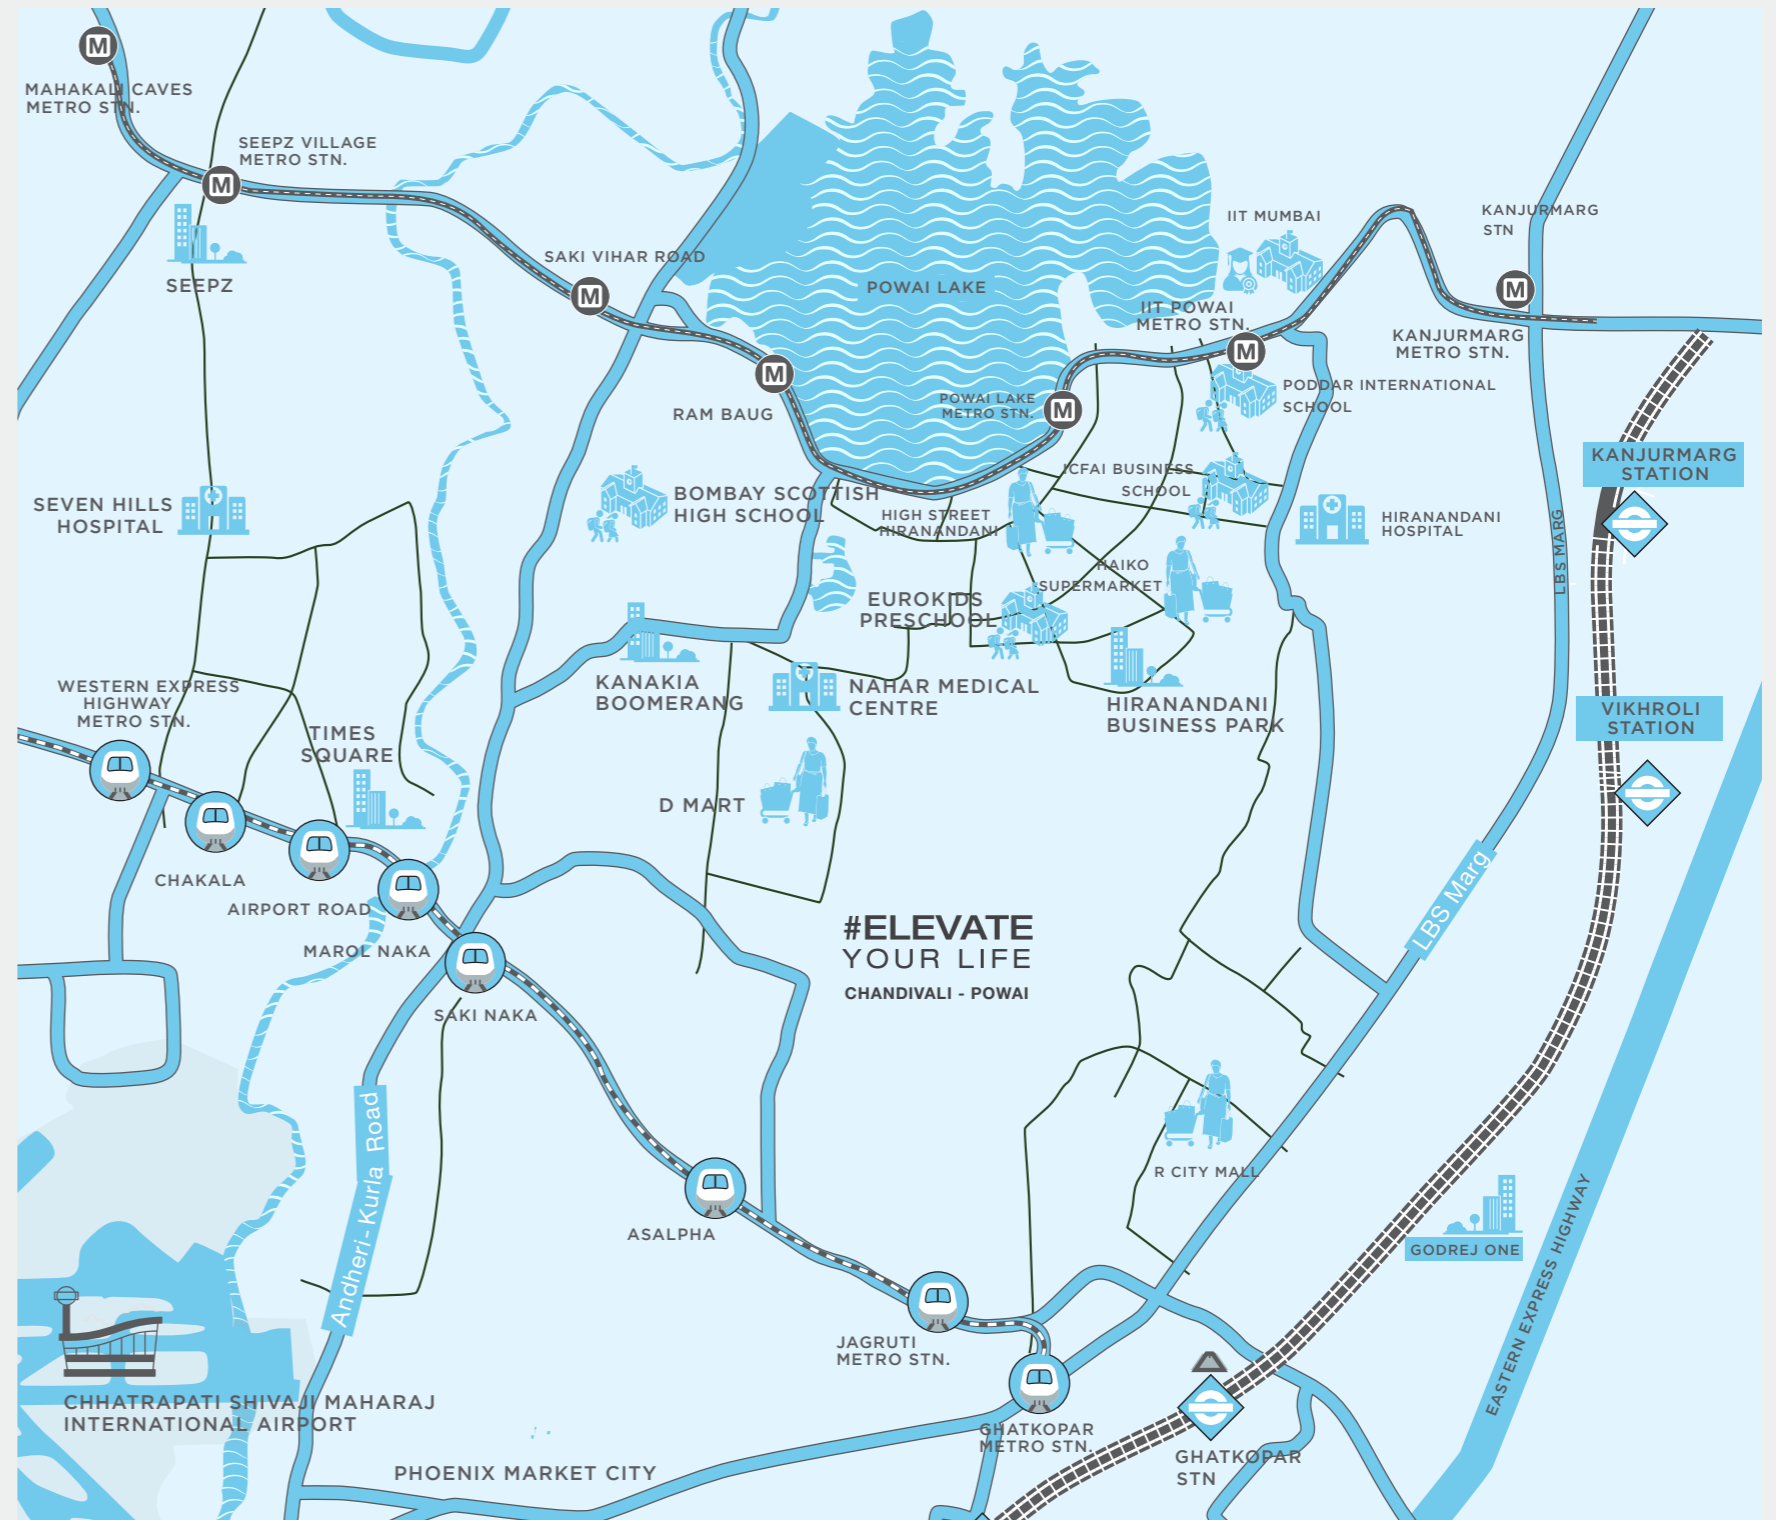 M
MAHAKALI CAVES
METRO STN.
SEEPZ VILLAGE
METRO STN.
M
SEEPZ
SAKI VIHAR ROAD
M
POWAI LAKE
IIT MUMBAI
KANJURMARG
STN
M
IIT POWAI
METRO STN.
M
KANJURMARG
METRO STN.
M
RAM BAUG
POWAI LAKE
METRO STN.
M
PODDAR INTERNATIONAL
SCHOOL
KANJURMARG
STATION
SEVEN HILLS
HOSPITAL
BOMBAY SCOTTISH
HIGH SCHOOL
ICFAI BUSINESS
SCHOOL
HIGH STREET
HIRANANDANI
HIRANANDANI
HOSPITAL
LBS MARG
HAIKO
SUPERMARKET
EUROKIDS
PRESCHOOL
WESTERN EXPRESS
HIGHWAY
METRO STN.
KANAKIA
BOOMERANG
NAHAR MEDICAL
CENTRE
HIRANANDANI
BUSINESS PARK
VIKHROLI
STATION
TIMES
SQUARE
D MART
CHAKALA
AIRPORT ROAD
MAROL NAKA
SAKI NAKA
#ELEVATE
YOUR LIFE
CHANDIVALI - POWAI
LBS Marg
Andheri-Kurla Road
R CITY MALL
ASALPHA
GODREJ ONE
EASTERN EXPRESS HIGHWAY
JAGRUTI
METRO STN.
CHHATRAPATI SHIVAJI MAHARAJ
INTERNATIONAL AIRPORT
GHATKOPAR
METRO STN.
GHATKOPAR
STN
PHOENIX MARKET CITY